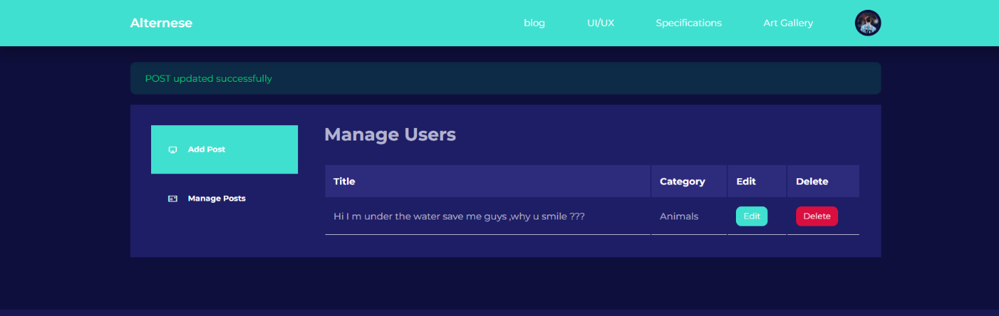 Alternese
blog
UI/UX
Specifications
Art Gallery
POST updated successfully
Add Post
Manage Posts
Manage Users
Title Category Edit Delete
Hi I m under the water save me guys ,why u smile ??? Animals Edit Delete